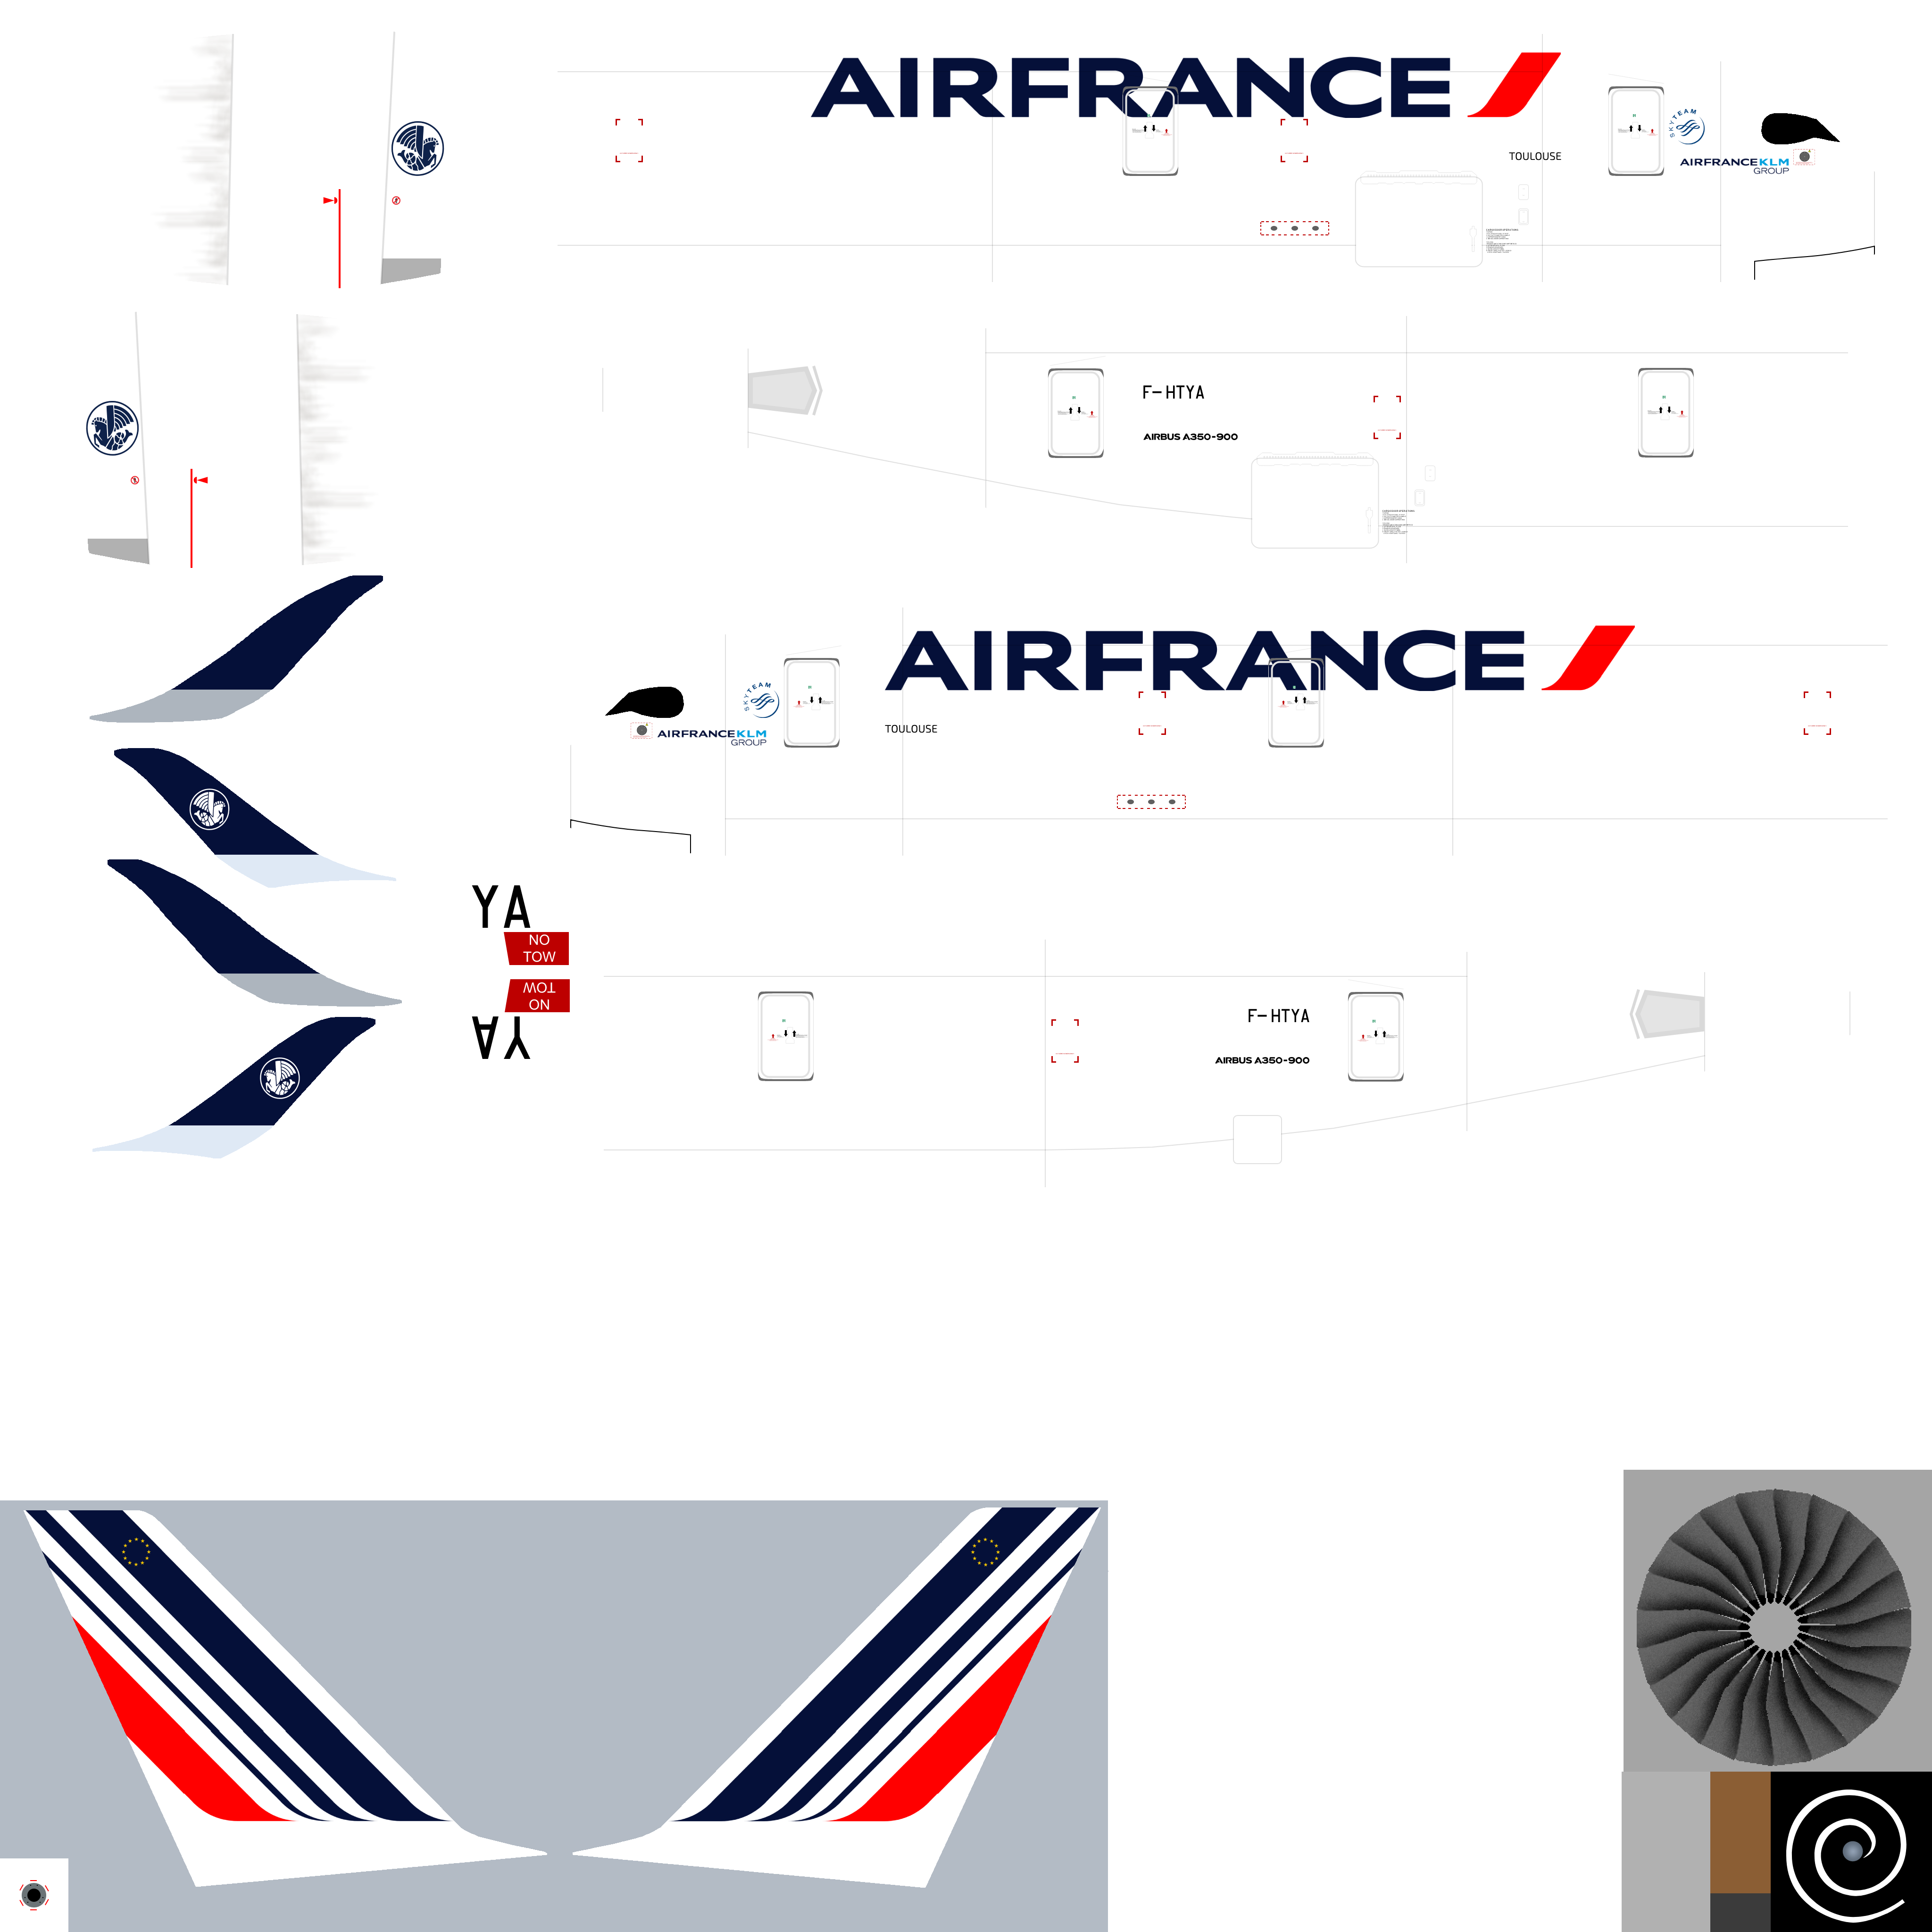 AIRFRANCE
SKYTEAM
TOULOUSE
AIRFRANCEKLM
GROUP
F-HTYA
AIRBUS A350-900
AIRFRANCE
SKYTEAM
TOULOUSE
AIRFRANCEKLM
GROUP
YA
NO
TOW
NO
TOW
YA
F-HTYA
AIRBUS A350-900